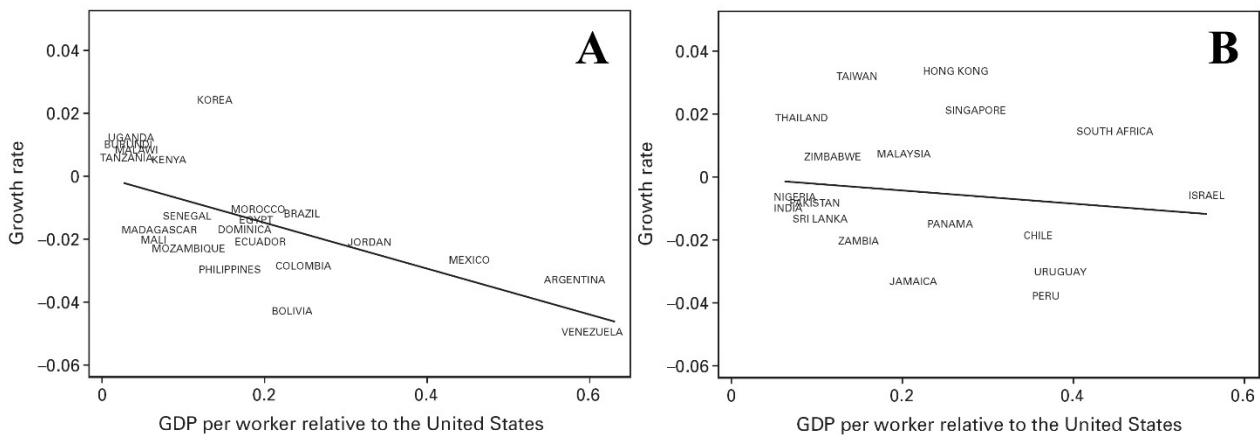 A
0.04
0.02
0
−0.02
−0.04
−0.06
Growth rate
KOREA
UGANDA
BURUNDI
MALAWI
TANZANIA
KENYA
MOROCCO
BRAZIL
SENEGAL
EGYPT
MADAGASCAR
DOMINICA
MALI
ECUADOR
JORDAN
MOZAMBIQUE
MEXICO
PHILIPPINES
COLOMBIA
ARGENTINA
BOLIVIA
VENEZUELA
0 0.2 0.4 0.6
GDP per worker relative to the United States
B
0.04
0.02
0
−0.02
−0.04
−0.06
Growth rate
HONG KONG
TAIWAN
SINGAPORE
THAILAND
SOUTH AFRICA
MALAYSIA
ZIMBABWE
ISRAEL
NIGERIA
PAKISTAN
INDIA
SRI LANKA
PANAMA
CHILE
ZAMBIA
URUGUAY
JAMAICA
PERU
0 0.2 0.4 0.6
GDP per worker relative to the United States